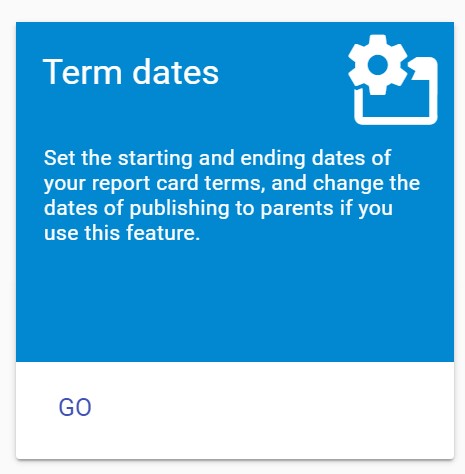 Term dates
Set the starting and ending dates of
your report card terms, and change the
dates of publishing to parents if you
use this feature.
GO